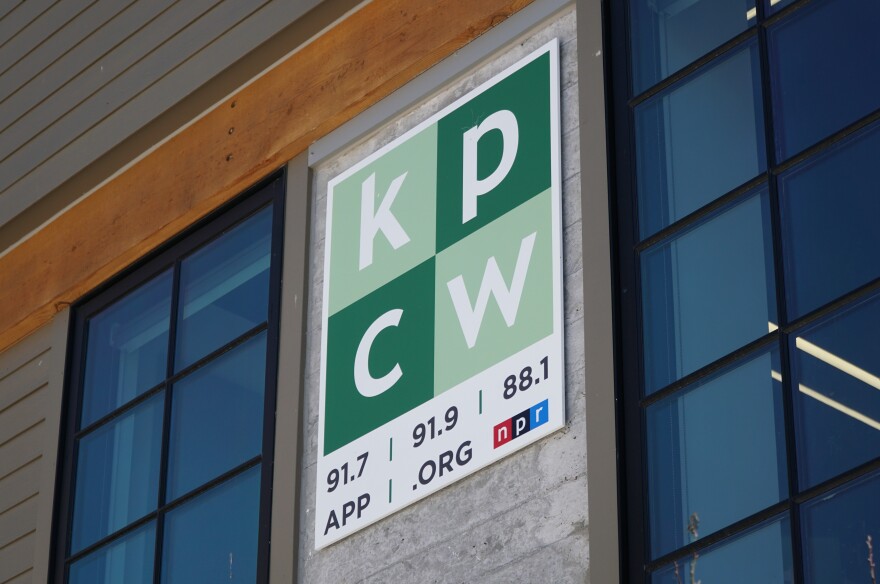 k p
c w
91.7 | 91.9 | 88.1
APP | .ORG npr